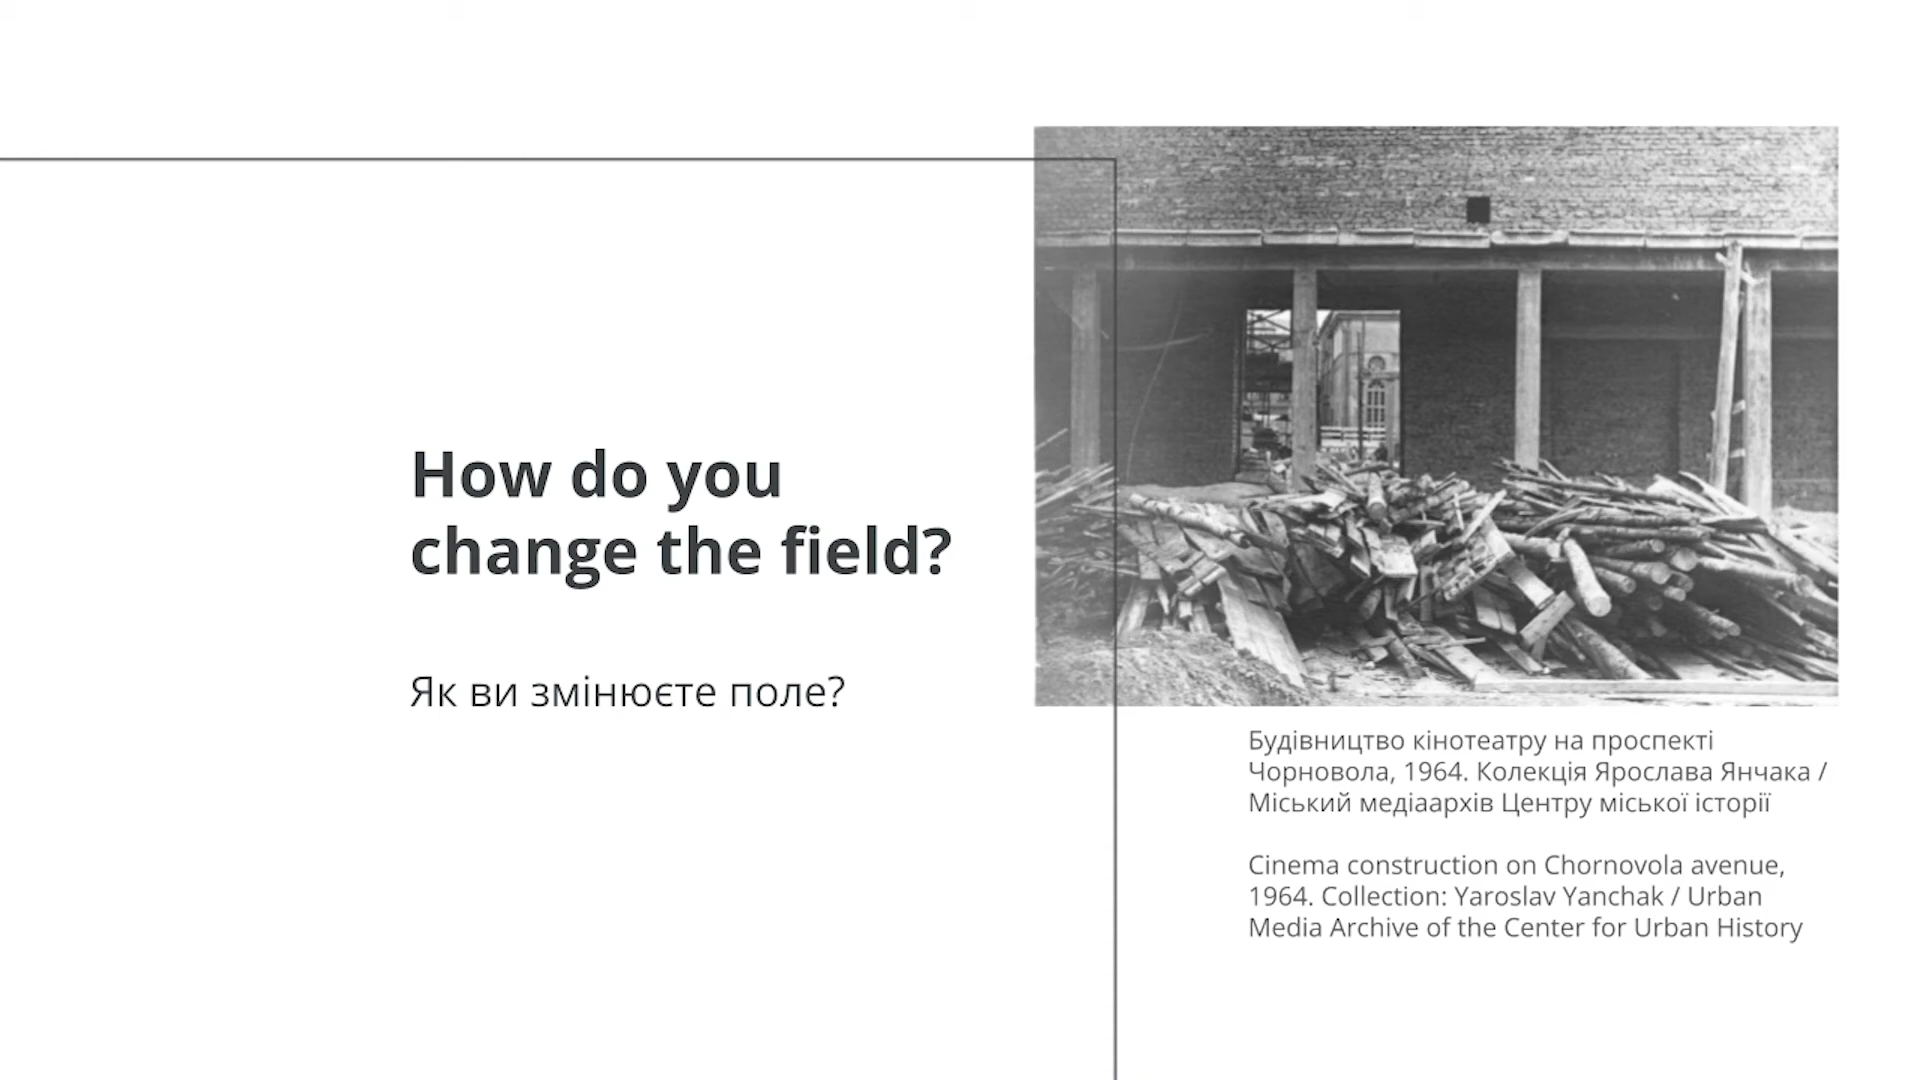 How do you
change the field?
Як ви змінюєте поле?
Будівництво кінотеатру на проспекті
Чорновола, 1964. Колекція Ярослава Янчака /
Міський медіаархів Центру міської історії
Cinema construction on Chornovola avenue,
1964. Collection: Yaroslav Yanchak / Urban
Media Archive of the Center for Urban History